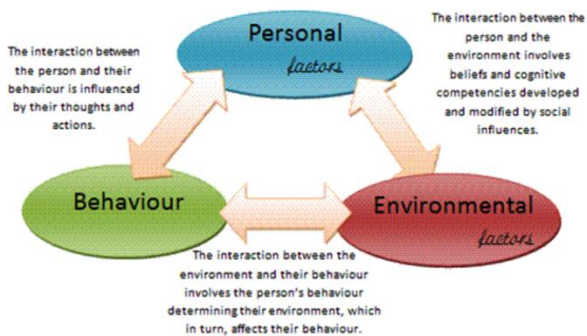 Personal
factors
The interaction between
the person and their
behaviour is influenced
by their thoughts and
actions.
The interaction between the
person and the
environment involves
beliefs and cognitive
competencies developed
and modified by social
influences.
Behaviour
Environmental
factors
The interaction between the
environment and their behaviour
involves the person's behaviour
determining their environment, which
in turn, affects their behaviour.